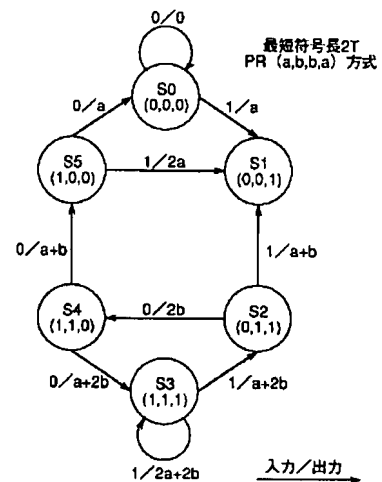 0/0
最短符号長2T
PR (a,b,b,a) 方式
S0
(0,0,0)
0/a
1/a
S5
(1,0,0)
1/2a
S1
(0,0,1)
0/a+b
1/a+b
S4
(1,1,0)
0/2b
S2
(0,1,1)
0/a+2b
S3
(1,1,1)
1/a+2b
1/2a+2b
入力/出力